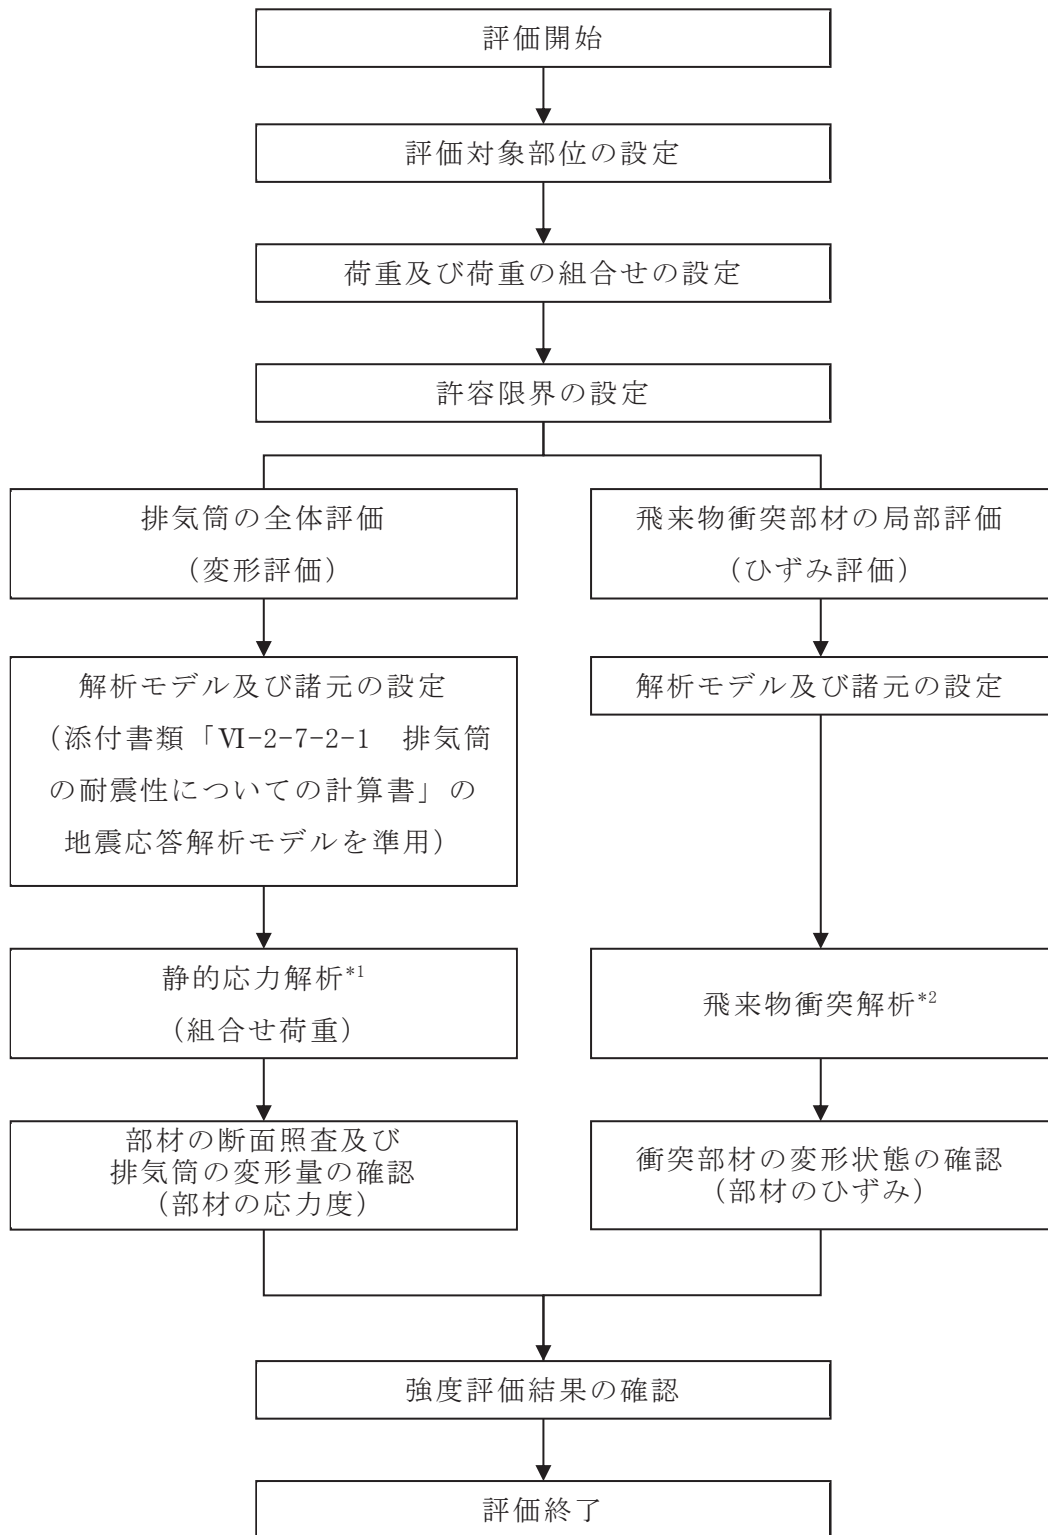 評価開始
評価対象部位の設定
荷重及び荷重の組合せの設定
許容限界の設定
排気筒の全体評価
（変形評価）
飛来物衝突部材の局部評価
（ひずみ評価）
解析モデル及び諸元の設定
（添付書類「Ⅵ-2-7-2-1　排気筒
の耐震性についての計算書」の
地震応答解析モデルを準用）
解析モデル及び諸元の設定
静的応力解析*1
（組合せ荷重）
飛来物衝突解析*2
部材の断面照査及び
排気筒の変形量の確認
（部材の応力度）
衝突部材の変形状態の確認
（部材のひずみ）
強度評価結果の確認
評価終了